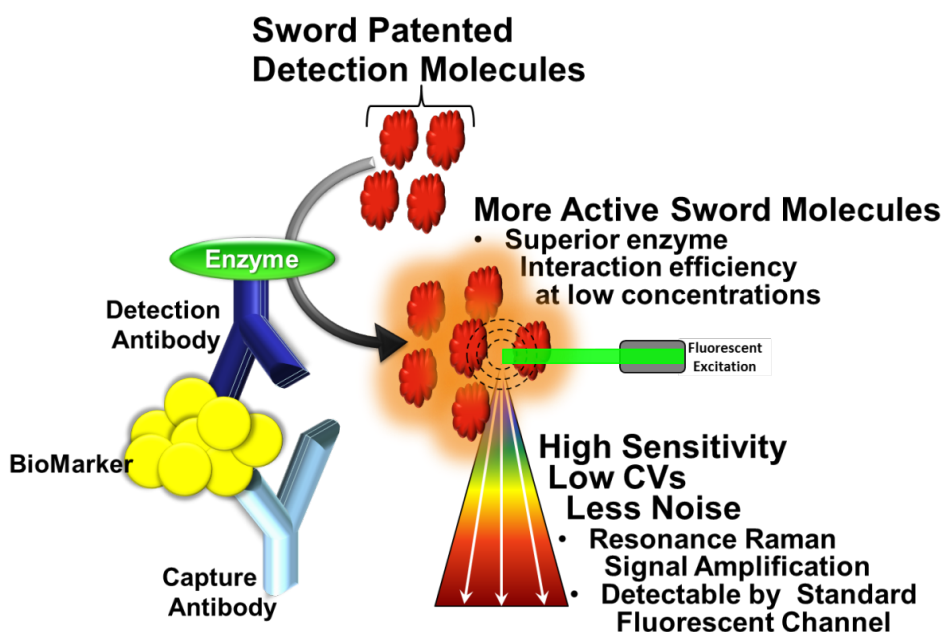 Sword Patented
Detection Molecules
More Active Sword Molecules
• Superior enzyme
Interaction efficiency
at low concentrations
Enzyme
Detection
Antibody
Fluorescent
Excitation
BioMarker
High Sensitivity
Low CVs
Less Noise
• Resonance Raman
Signal Amplification
• Detectable by Standard
Fluorescent Channel
Capture
Antibody